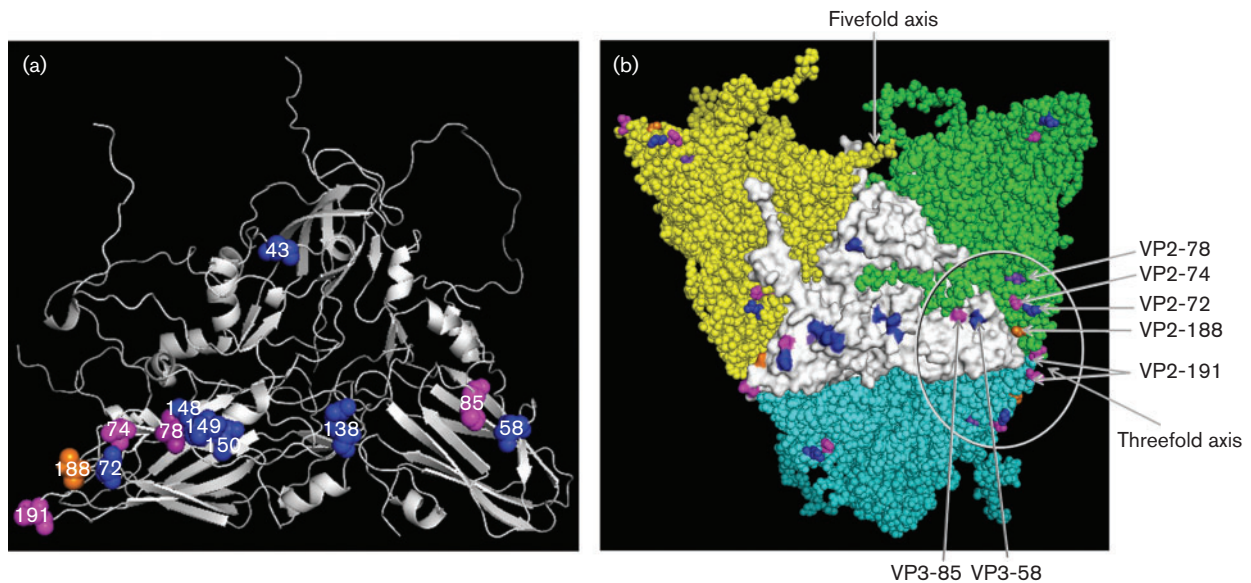 (a)
43
148
149
150
74
78
188
72
191
138
85
58
(b)
Fivefold axis
VP2-78
VP2-74
VP2-72
VP2-188
VP2-191
Threefold axis
VP3-85 VP3-58